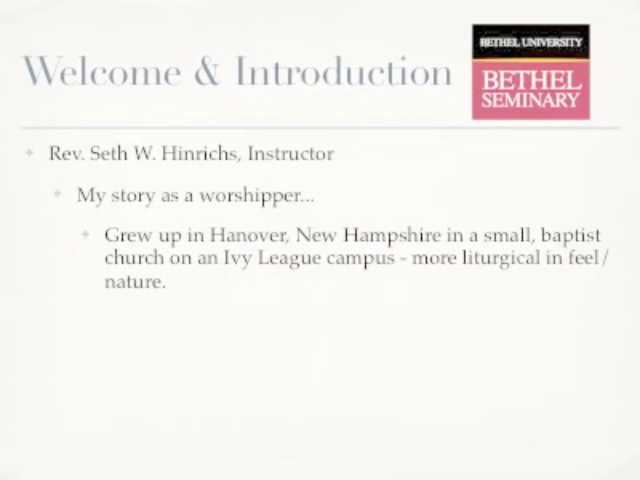 Welcome & Introduction
BETHEL UNIVERSITY
BETHEL
SEMINARY
Rev. Seth W. Hinrichs, Instructor
My story as a worshipper...
Grew up in Hanover, New Hampshire in a small, baptist
church on an Ivy League campus - more liturgical in feel/
nature.